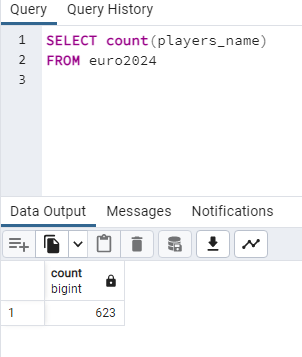 Query Query History
1 SELECT count(players_name)
2 FROM euro2024
3
Data Output Messages Notifications
count
bigint
1 623